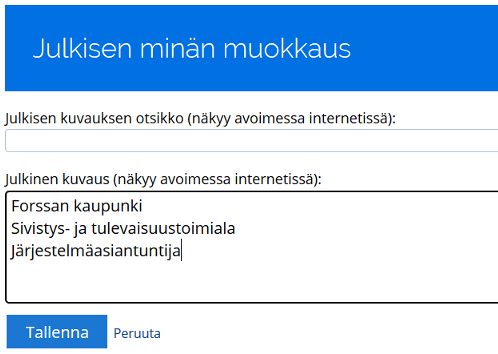 Julkisen minän muokkaus
Julkisen kuvauksen otsikko (näkyy avoimessa internetissä):
Julkinen kuvaus (näkyy avoimessa internetissä):
Forssan kaupunki
Sivistys- ja tulevaisuustoimiala
Järjestelmäasiantuntija
Tallenna Peruuta